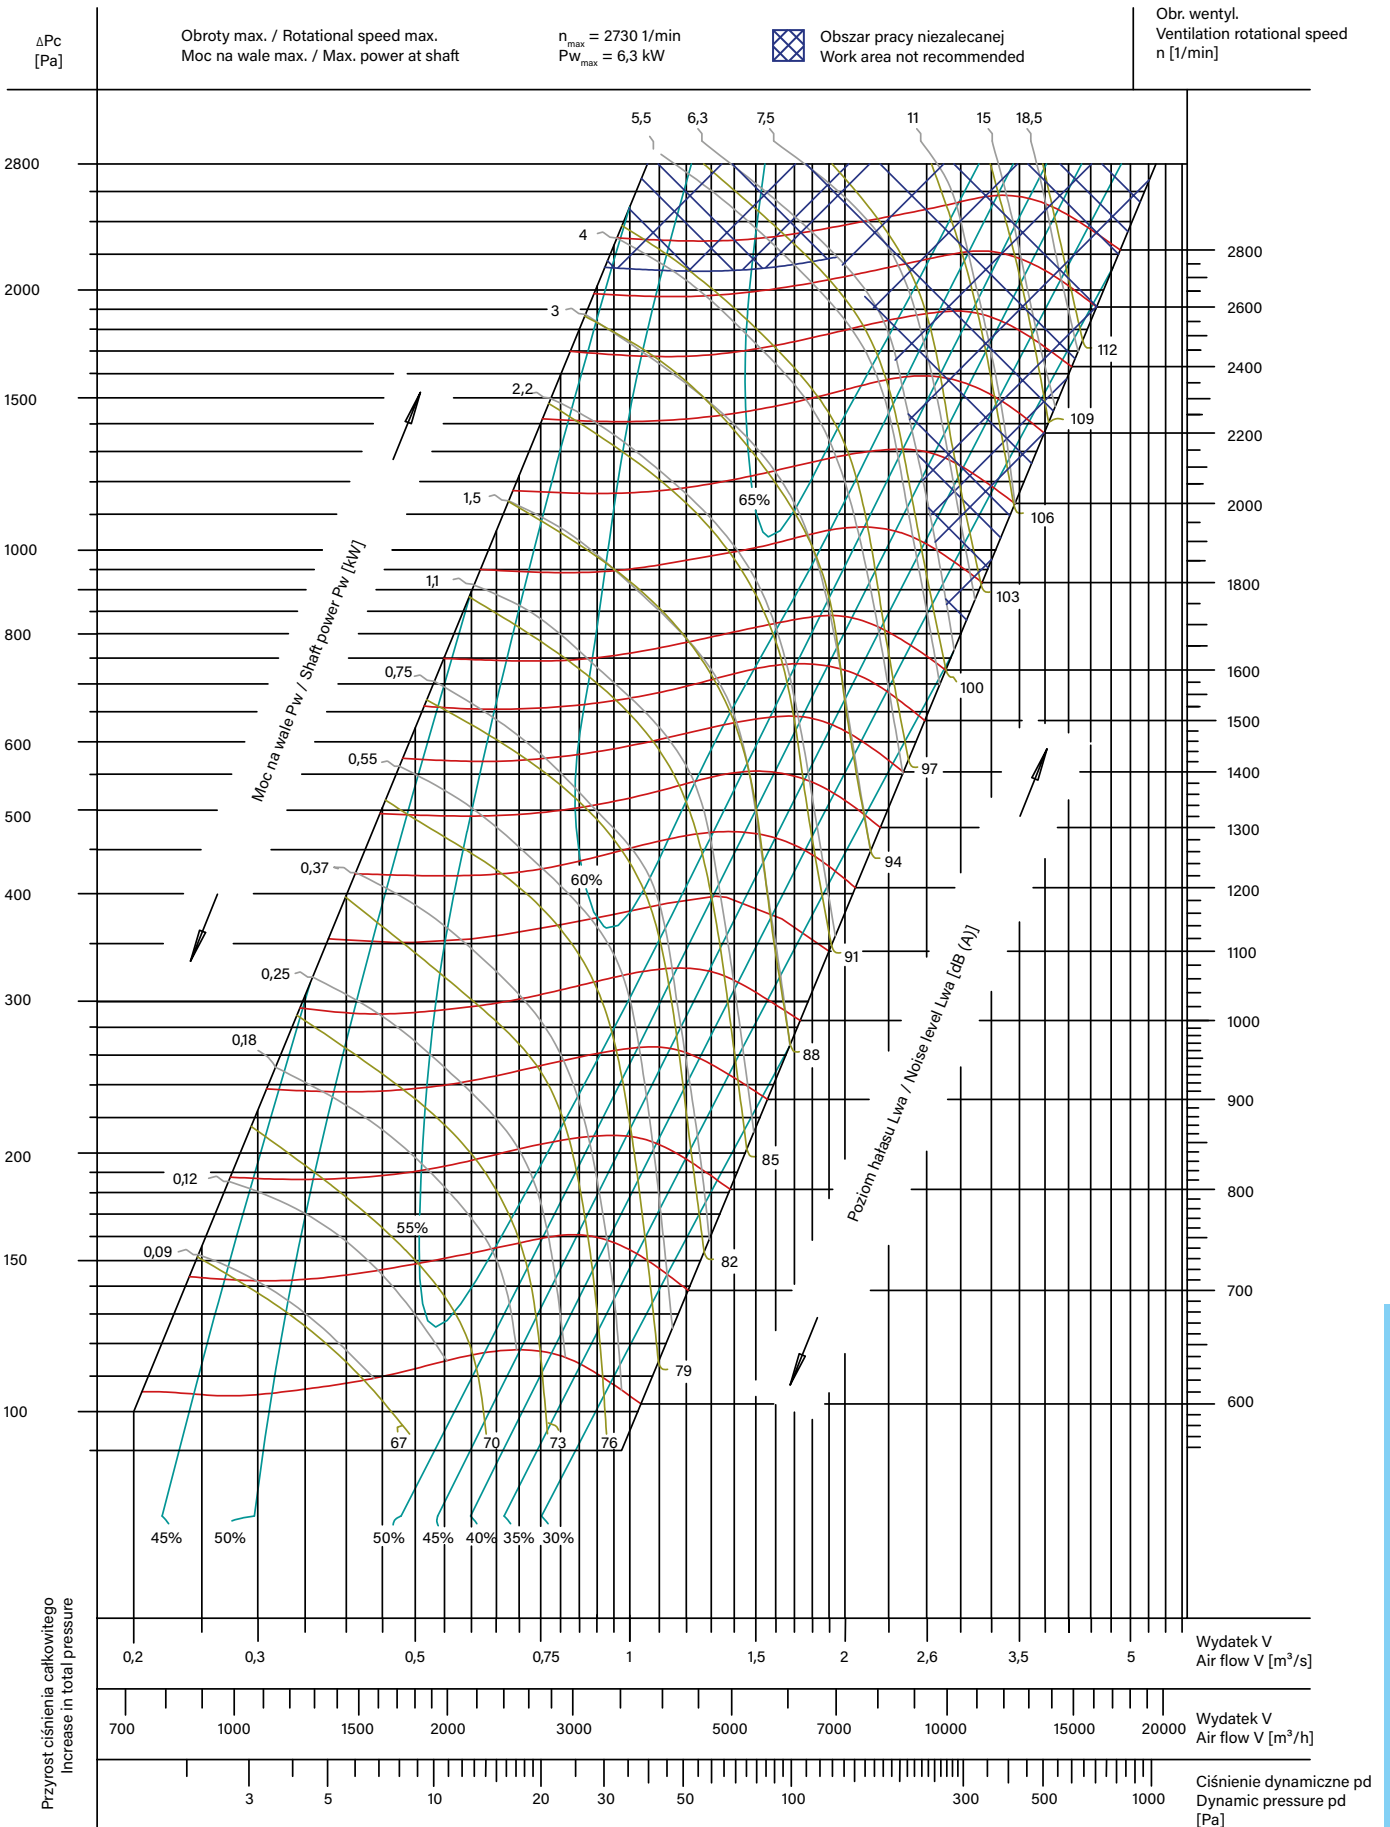 ΔPc
[Pa]
Obroty max. / Rotational speed max.
Moc na wale max. / Max. power at shaft
n max = 2730 1/min
Pw max = 6,3 kW
Obszar pracy niezalecanej
Work area not recommended
Obr. wentyl.
Ventilation rotational speed
n [1/min]
5,5 6,3 7,5 11 15 18,5
2800
4
2800
2000
3
2600
112
2400
2,2
1500
109
2200
65%
1,5
106
2000
1000
1,1
103
1800
800
0,75
100
1600
1500
600
0,55
97
1400
500
1300
94
0,37
60%
1200
400
91
1100
0,25
300
1000
0,18
88
900
200
85
0,12
800
55%
0,09
150
82
700
79
600
100
67 70 73 76
45% 50% 50% 45% 40% 35% 30%
Moc na wale Pw / Shaft power Pw [kW]
Poziom hałasu Lwa / Noise level Lwa [dB (A)]
Przyrost ciśnienia całkowitego
Increase in total pressure
0,2 0,3 0,5 0,75 1 1,5 2 2,6 3,5 5
Wydatek V
Air flow V [m³/s]
700 1000 1500 2000 3000 5000 7000 10000 15000 20000
Wydatek V
Air flow V [m³/h]
3 5 10 20 30 50 100 300 500 1000
Ciśnienie dynamiczne pd
Dynamic pressure pd
[Pa]